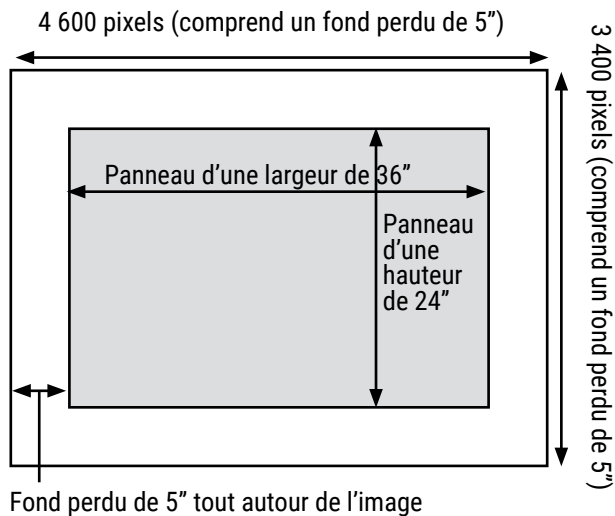 4 600 pixels (comprend un fond perdu de 5”)
3 400 pixels (comprend un fond perdu de 5”)
Panneau d’une largeur de 36”
Panneau
d’une
hauteur
de 24”
Fond perdu de 5” tout autour de l’image